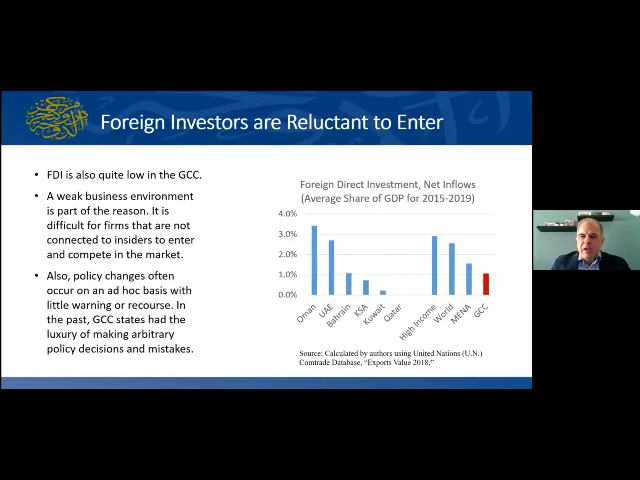 Foreign Investors are Reluctant to Enter
• FDI is also quite low in the GCC.
• A weak business environment
is part of the reason. It is
difficult for firms that are not
connected to insiders to enter
and compete in the market.
• Also, policy changes often
occur on an ad hoc basis with
little warning or recourse. In
the past, GCC states had the
luxury of making arbitrary
policy decisions and mistakes.
Foreign Direct Investment, Net Inflows
(Average Share of GDP for 2015-2019)
4.0%
3.0%
2.0%
1.0%
0.0%
Oman
UAE
Bahrain
KSA
Kuwait
Qatar
High Income
World
MENA
GCC
Source: Calculated by authors using United Nations (U.N.)
Comtrade Database, “Exports Value 2018,”